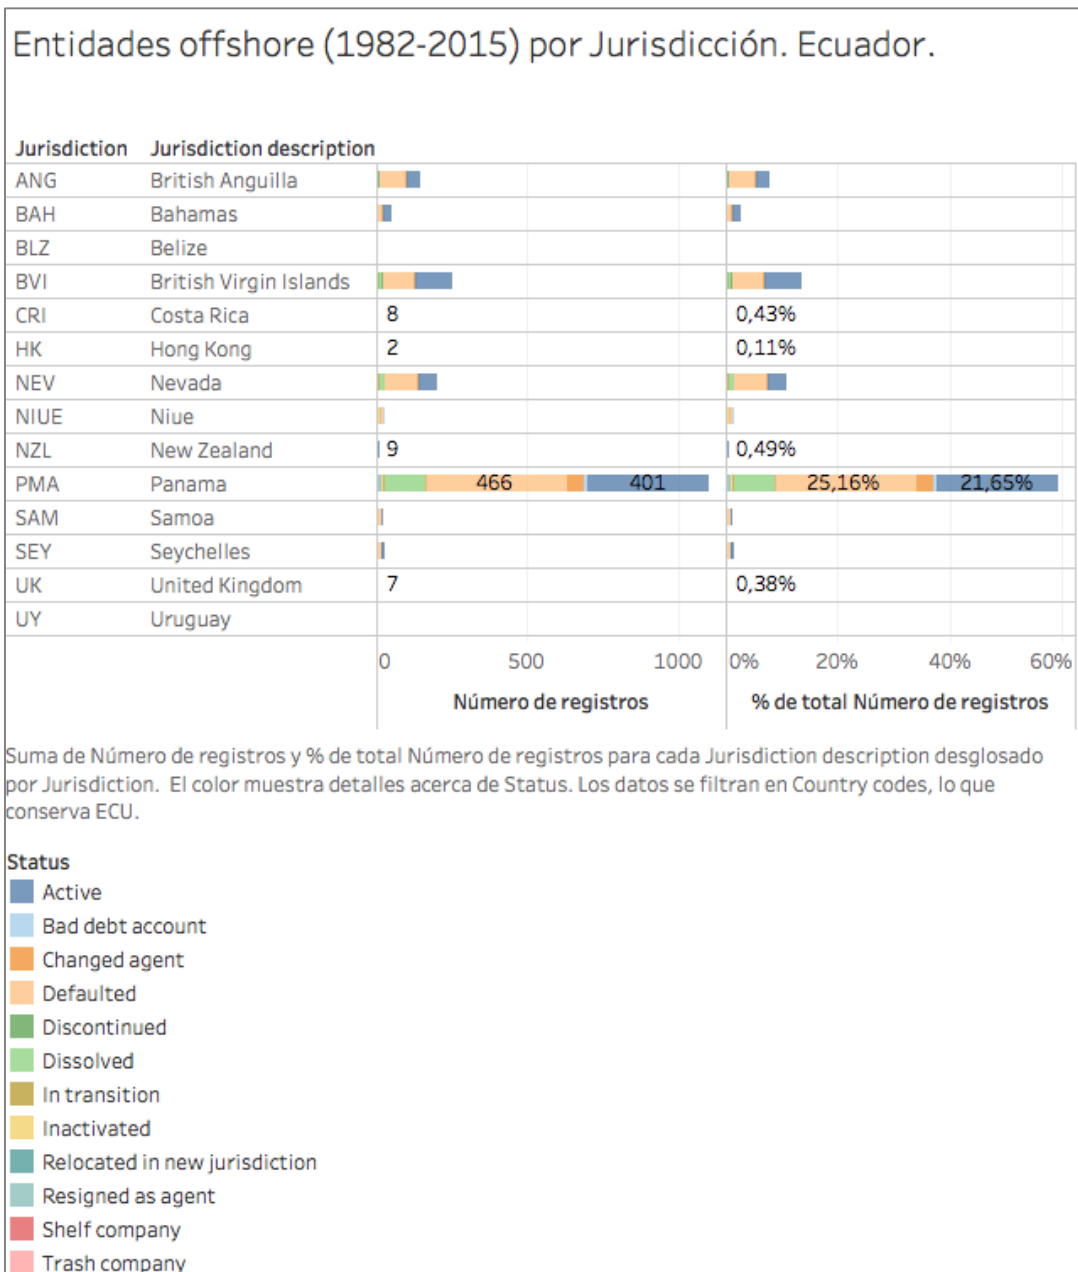 Entidades offshore (1982-2015) por Jurisdicción. Ecuador.
Jurisdiction Jurisdiction description
ANG British Anguilla
BAH Bahamas
BLZ Belize
BVI British Virgin Islands
CRI Costa Rica 8 0,43%
HK Hong Kong 2 0,11%
NEV Nevada
NIUE Niue
NZL New Zealand 9 0,49%
PMA Panama 466 401 25,16% 21,65%
SAM Samoa
SEY Seychelles
UK United Kingdom 7 0,38%
UY Uruguay
0 500 1000 0% 20% 40% 60%
Número de registros % de total Número de registros
Suma de Número de registros y % de total Número de registros para cada Jurisdiction description desglosado
por Jurisdiction. El color muestra detalles acerca de Status. Los datos se filtran en Country codes, lo que
conserva ECU.
Status
Active
Bad debt account
Changed agent
Defaulted
Discontinued
Dissolved
In transition
Inactivated
Relocated in new jurisdiction
Resigned as agent
Shelf company
Trash company